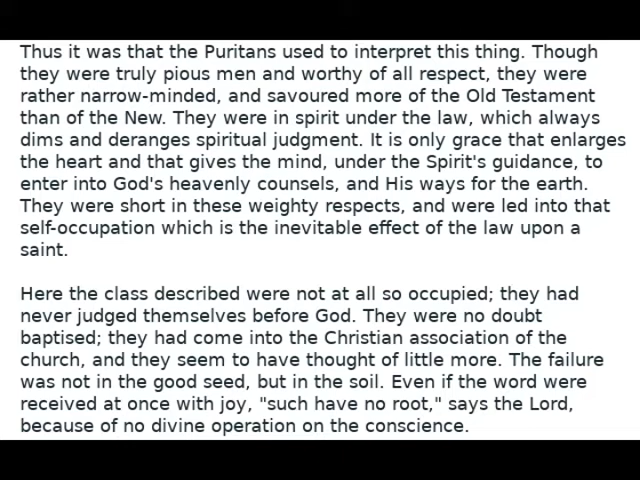 Thus it was that the Puritans used to interpret this thing. Though
they were truly pious men and worthy of all respect, they were
rather narrow-minded, and savoured more of the Old Testament
than of the New. They were in spirit under the law, which always
dims and deranges spiritual judgment. It is only grace that enlarges
the heart and that gives the mind, under the Spirit's guidance, to
enter into God's heavenly counsels, and His ways for the earth.
They were short in these weighty respects, and were led into that
self-occupation which is the inevitable effect of the law upon a
saint.

Here the class described were not at all so occupied; they had
never judged themselves before God. They were no doubt
baptised; they had come into the Christian association of the
church, and they seem to have thought of little more. The failure
was not in the good seed, but in the soil. Even if the word were
received at once with joy, "such have no root," says the Lord,
because of no divine operation on the conscience.